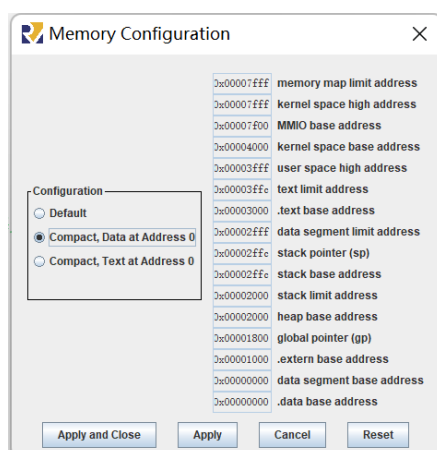 Memory Configuration
0x00007fff memory map limit address
0x00007fff kernel space high address
0x00007f00 MMIO base address
0x00004000 kernel space base address
0x00003fff user space high address
Configuration
0x00003ffc text limit address
Default
0x00003000 .text base address
Compact, Data at Address 0
0x00002fff data segment limit address
0x00002ffc stack pointer (sp)
Compact, Text at Address 0
0x00002ffc stack base address
0x00002000 stack limit address
0x00002000 heap base address
0x00001800 global pointer (gp)
0x00001000 .extern base address
0x00000000 data segment base address
0x00000000 .data base address
Apply and Close Apply Cancel Reset